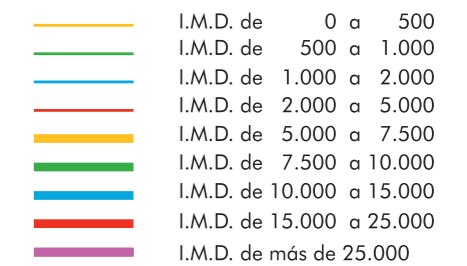 I.M.D. de 0 a 500
I.M.D. de 500 a 1.000
I.M.D. de 1.000 a 2.000
I.M.D. de 2.000 a 5.000
I.M.D. de 5.000 a 7.500
I.M.D. de 7.500 a 10.000
I.M.D. de 10.000 a 15.000
I.M.D. de 15.000 a 25.000
I.M.D. de más de 25.000